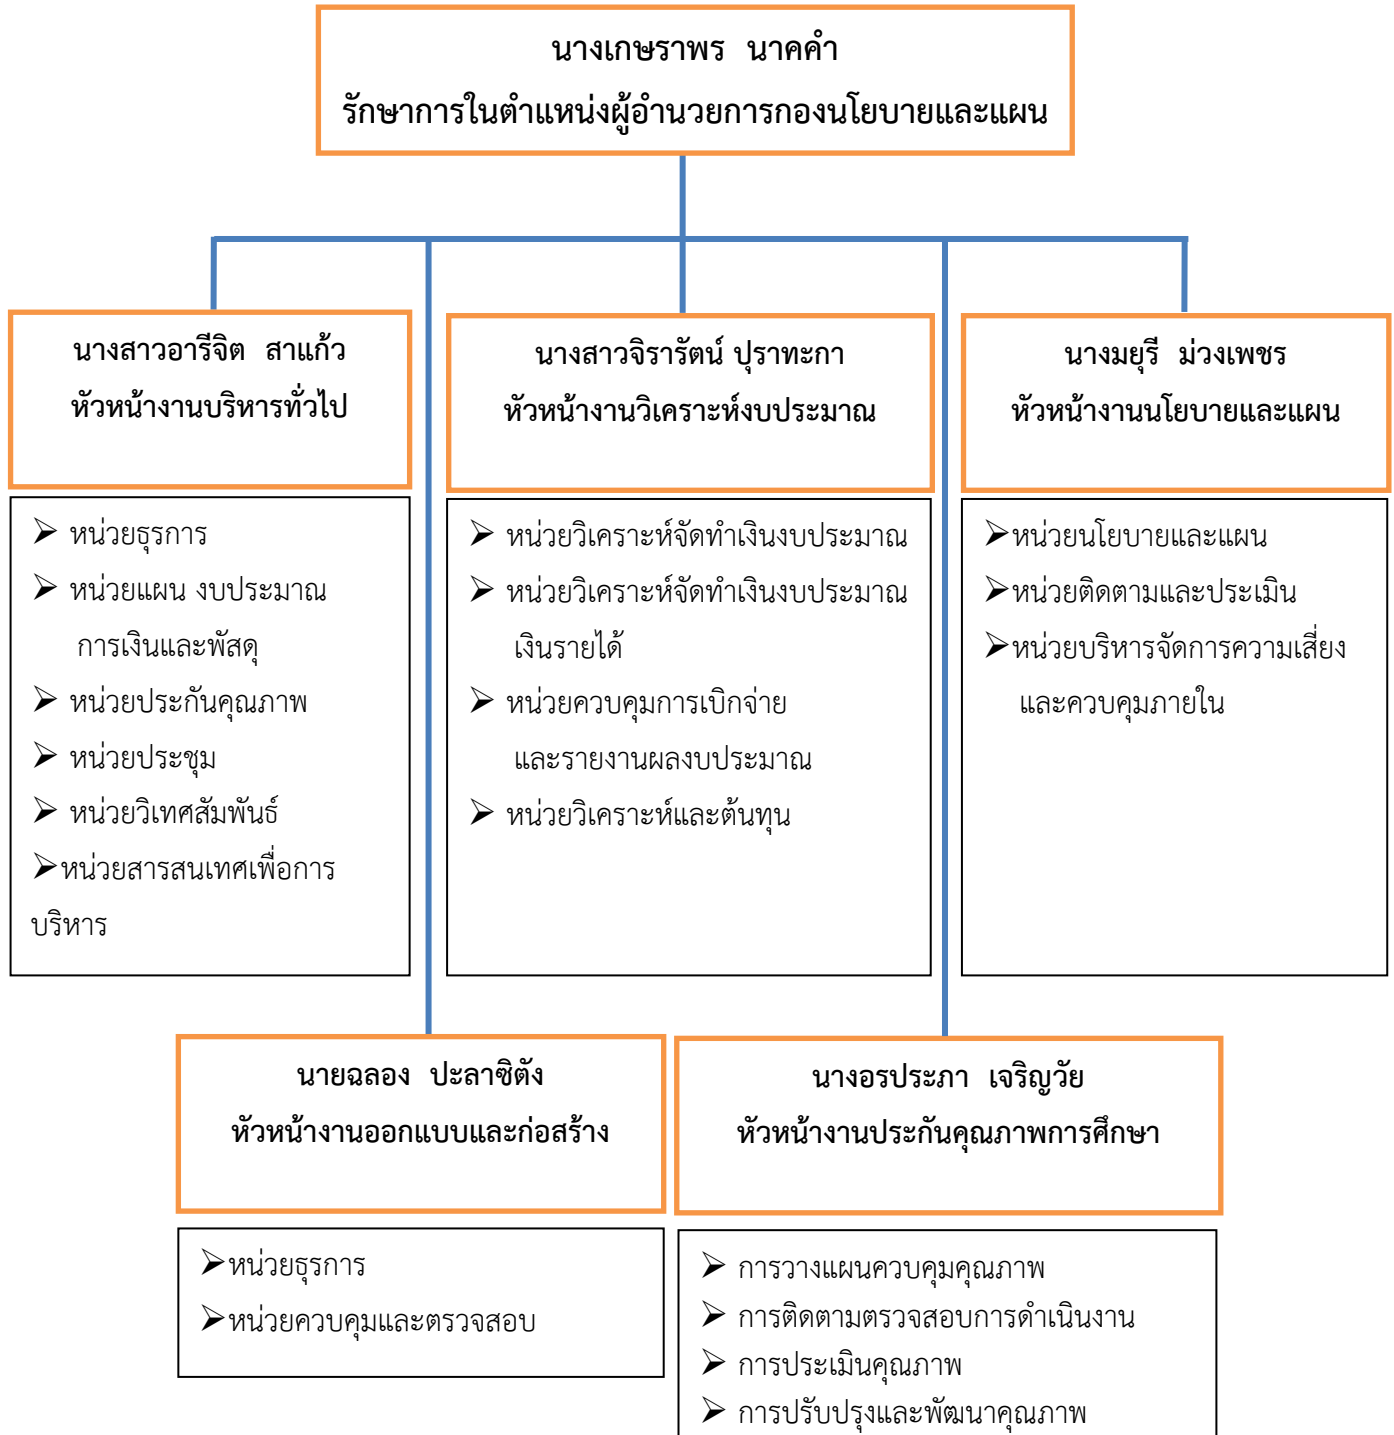 นางเกษราพร  นาคคำ
รักษาการในตำแหน่งผู้อำนวยการกองนโยบายและแผน
นางสาวอารีจิต  สาแก้ว
หัวหน้างานบริหารทั่วไป
➢ หน่วยธุรการ
➢ หน่วยแผน งบประมาณ
การเงินและพัสดุ
➢ หน่วยประกันคุณภาพ
➢ หน่วยประชุม
➢ หน่วยวิเทศสัมพันธ์
➢หน่วยสารสนเทศเพื่อการ
บริหาร
นางสาวจิรารัตน์ ปุราทะกา
หัวหน้างานวิเคราะห์งบประมาณ
➢ หน่วยวิเคราะห์จัดทำเงินงบประมาณ
➢ หน่วยวิเคราะห์จัดทำเงินงบประมาณ
เงินรายได้
➢ หน่วยควบคุมการเบิกจ่าย
และรายงานผลงบประมาณ
➢ หน่วยวิเคราะห์และต้นทุน
นางมยุรี  ม่วงเพชร
หัวหน้างานนโยบายและแผน
➢หน่วยนโยบายและแผน
➢หน่วยติดตามและประเมิน
➢หน่วยบริหารจัดการความเสี่ยง
และควบคุมภายใน
นายฉลอง  ปะลาซิตัง
หัวหน้างานออกแบบและก่อสร้าง
➢หน่วยธุรการ
➢หน่วยควบคุมและตรวจสอบ
นางอรประภา  เจริญวัย
หัวหน้างานประกันคุณภาพการศึกษา
➢ การวางแผนควบคุมคุณภาพ
➢ การติดตามตรวจสอบการดำเนินงาน
➢ การประเมินคุณภาพ
➢ การปรับปรุงและพัฒนาคุณภาพ